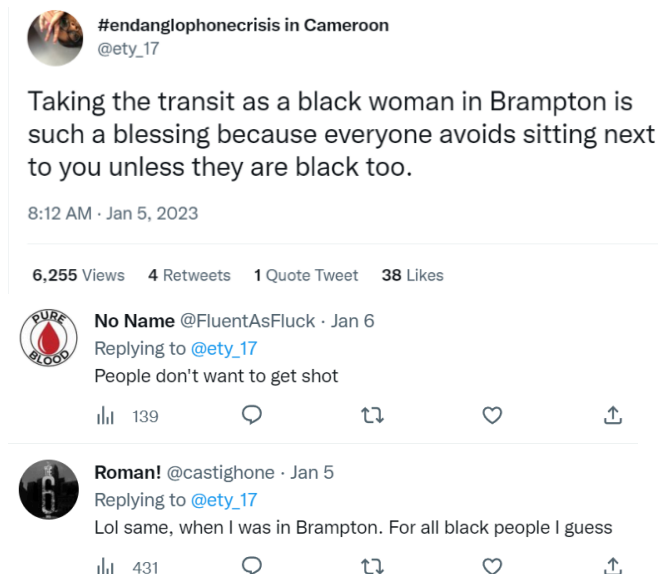 #endanglophonecrisis in Cameroon
@ety_17
Taking the transit as a black woman in Brampton is
such a blessing because everyone avoids sitting next
to you unless they are black too.
8:12 AM · Jan 5, 2023
6,255 Views 4 Retweets 1 Quote Tweet 38 Likes
PURE
BLOOD
No Name @FluentAsFluck · Jan 6
Replying to @ety_17
People don't want to get shot
139
6
Roman! @castighone · Jan 5
Replying to @ety_17
Lol same, when I was in Brampton. For all black people I guess
431